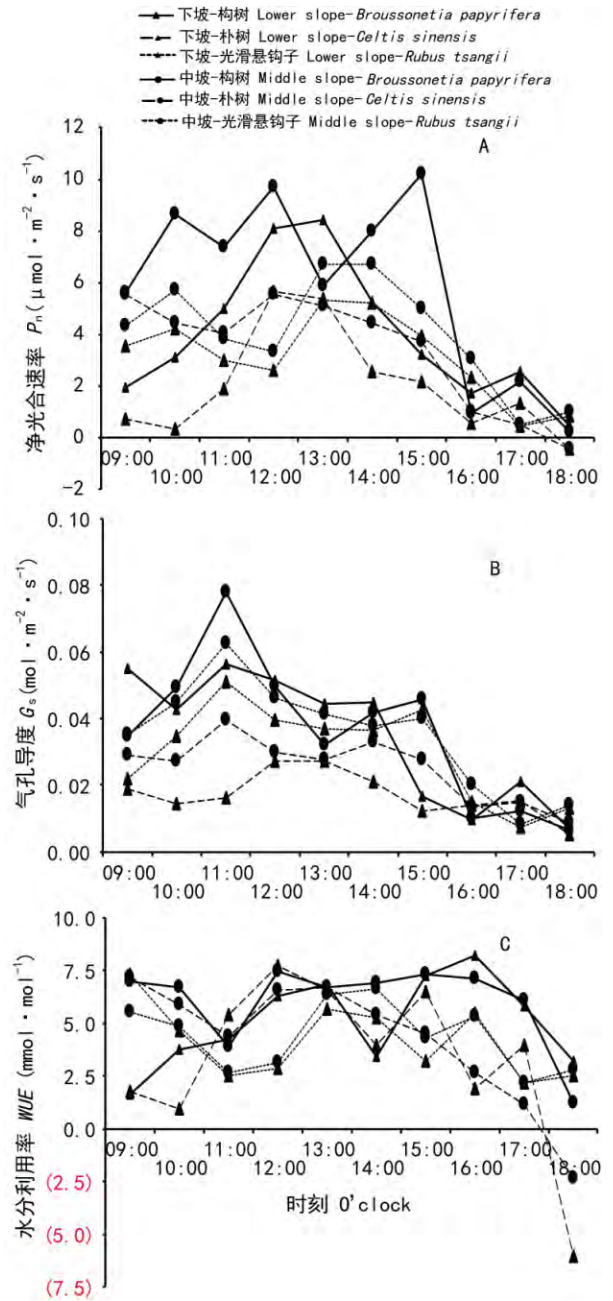 下坡-构树 Lower slope-Broussonetia papyrifera
下坡-朴树 Lower slope-Celtis sinensis
下坡-光滑悬钩子 Lower slope-Rubus tsangii
中坡-构树 Middle slope-Broussonetia papyrifera
中坡-朴树 Middle slope-Celtis sinensis
中坡-光滑悬钩子 Middle slope-Rubus tsangii
净光合速率 Pn(μmol·m⁻²·s⁻¹)
12
10
8
6
4
2
0
-2
A
09:00 11:00 13:00 15:00 17:00
10:00 12:00 14:00 16:00 18:00
气孔导度 Gs(mol·m⁻²·s⁻¹)
0.10
0.08
0.06
0.04
0.02
0.00
B
09:00 11:00 13:00 15:00 17:00
10:00 12:00 14:00 16:00 18:00
水分利用率 WUE (mmol·mol⁻¹)
10.0
7.5
5.0
2.5
0.0
(2.5)
(5.0)
(7.5)
C
09:00 11:00 13:00 15:00 17:00
10:00 12:00 14:00 16:00 18:00
时刻 O'clock